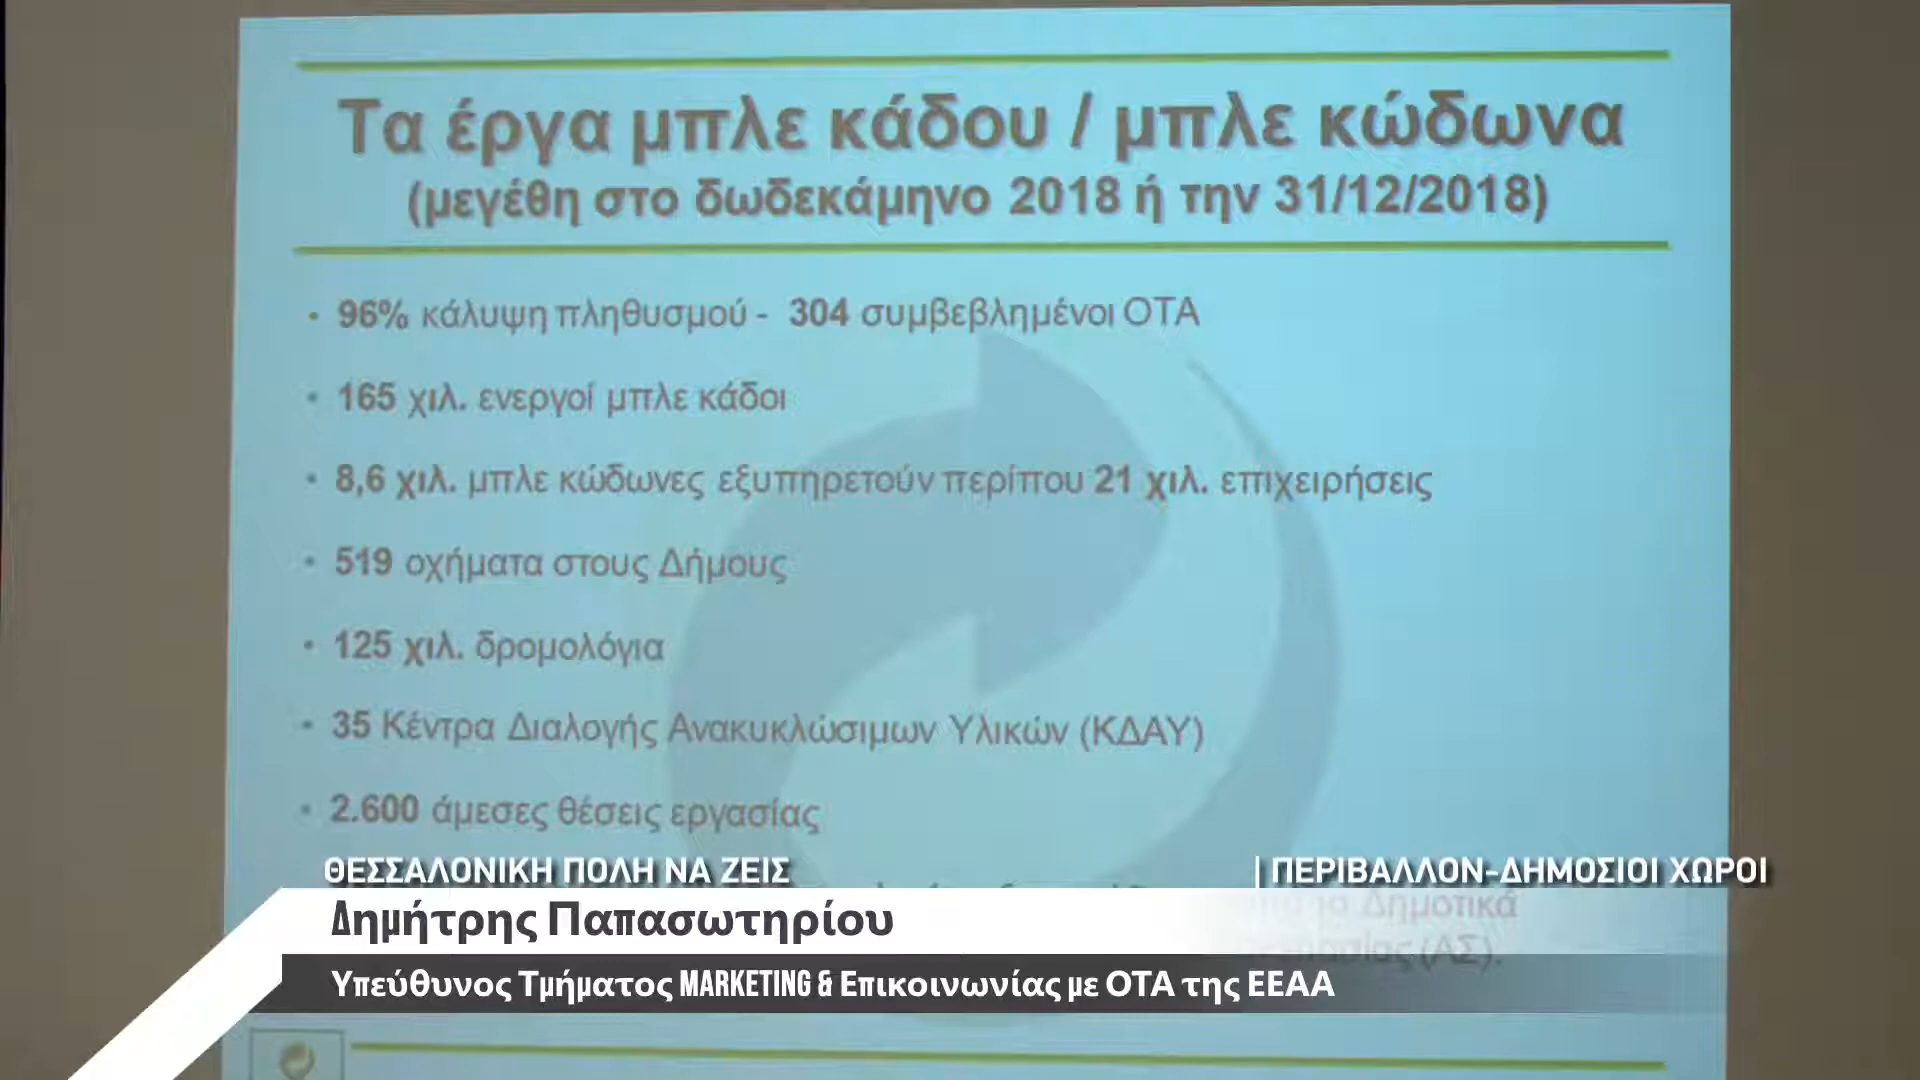 Τα έργα μπλε κάδου / μπλε κώδωνα
(μεγέθη στο δωδεκάμηνο 2018 ή την 31/12/2018)
• 96% κάλυψη πληθυσμού - 304 συμβεβλημένοι ΟΤΑ
• 165 χιλ. ενεργοί μπλε κάδοι
• 8,6 χιλ. μπλε κώδωνες εξυπηρετούν περίπου 21 χιλ. επιχειρήσεις
• 519 οχήματα στους Δήμους
• 125 χιλ. δρομολόγια
• 35 Κέντρα Διαλογής Ανακυκλώσιμων Υλικών (ΚΔΑΥ)
• 2.600 άμεσες θέσεις εργασίας
ΘΕΣΣΑΛΟΝΙΚΗ ΠΟΛΗ ΝΑ ΖΕΙΣ
| ΠΕΡΙΒΑΛΛΟΝ-ΔΗΜΟΣΙΟΙ ΧΩΡΟΙ
Δημοτικά
(ΑΣ).
Δημήτρης Παπασωτηρίου
Υπεύθυνος Τμήματος MARKETING & Επικοινωνίας με ΟΤΑ της ΕΕΑΑ